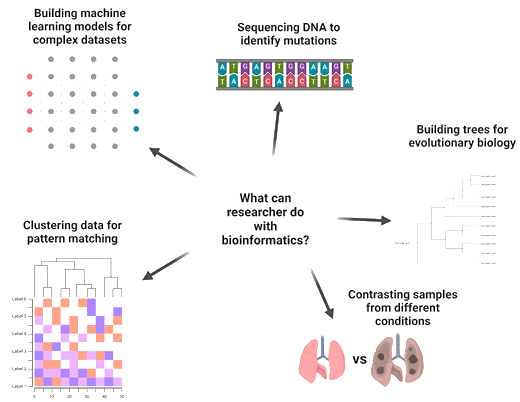 Building machine
learning models for
complex datasets
Sequencing DNA to
identify mutations
A T G A G T G G A A G T
T A C T C A C C T T C A
Building trees for
evolutionary biology
What can
researcher do
with
bioinformatics?
Clustering data for
pattern matching
Label 6
Label 5
Label 4
Label 3
Label 2
Label 1
0 10 20 30 40 50
Contrasting samples
from different
conditions
VS